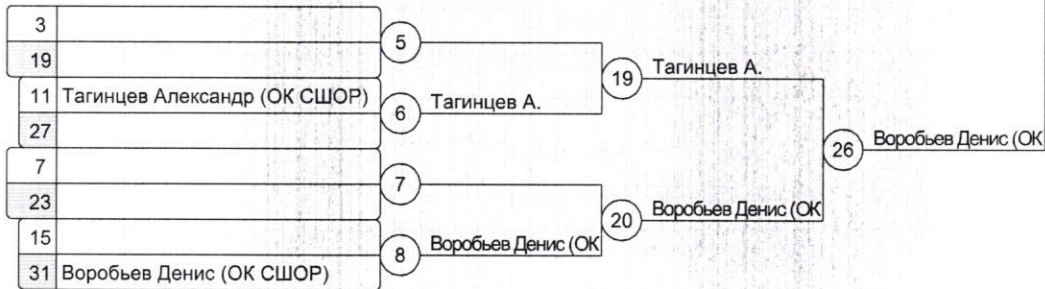 3
5
19
19 Тагинцев А.
11 Тагинцев Александр (ОК СШОР)
6 Тагинцев А.
27
26 Воробьев Денис (ОК
7
7
23
20 Воробьев Денис (ОК
15
8 Воробьев Денис (ОК
31 Воробьев Денис (ОК СШОР)